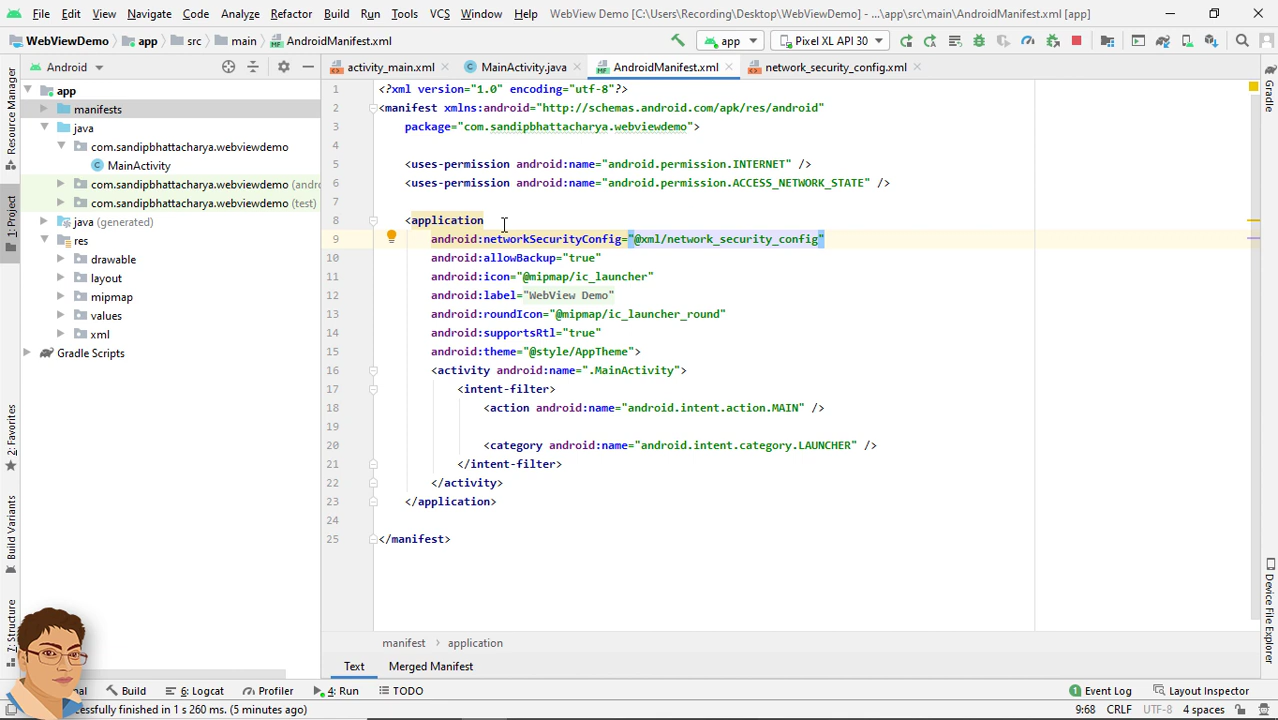 File Edit View Navigate Code Analyze Refactor Build Run Tools VCS Window Help WebView Demo [C:\Users\Recording\Desktop\WebViewDemo] - ...\app\src\main\AndroidManifest.xml [app]
WebViewDemo app src main AndroidManifest.xml app Pixel XL API 30
Android activity_main.xml MainActivity.java AndroidManifest.xml network_security_config.xml
Resource Manager
1: Project
2: Favorites
Build Variants
Z: Structure
app
manifests
java
com.sandipbhattacharya.webviewdemo
MainActivity
com.sandipbhattacharya.webviewdemo (andro
com.sandipbhattacharya.webviewdemo (test)
java (generated)
res
drawable
layout
mipmap
values
xml
Gradle Scripts
1 <?xml version="1.0" encoding="utf-8"?>
2 <manifest xmlns:android="http://schemas.android.com/apk/res/android"
3 package="com.sandipbhattacharya.webviewdemo">
4
5 <uses-permission android:name="android.permission.INTERNET" />
6 <uses-permission android:name="android.permission.ACCESS_NETWORK_STATE" />
7
8 <application
9 android:networkSecurityConfig="@xml/network_security_config"
10 android:allowBackup="true"
11 android:icon="@mipmap/ic_launcher"
12 android:label="WebView Demo"
13 android:roundIcon="@mipmap/ic_launcher_round"
14 android:supportsRtl="true"
15 android:theme="@style/AppTheme">
16 <activity android:name=".MainActivity">
17 <intent-filter>
18 <action android:name="android.intent.action.MAIN" />
19
20 <category android:name="android.intent.category.LAUNCHER" />
21 </intent-filter>
22 </activity>
23 </application>
24
25 </manifest>
Gradle
Device File Explorer
manifest › application
Text Merged Manifest
Build 6: Logcat Profiler 4: Run TODO Event Log Layout Inspector
finished in 1 s 260 ms. (5 minutes ago) 9:68 CRLF UTF-8 4 spaces